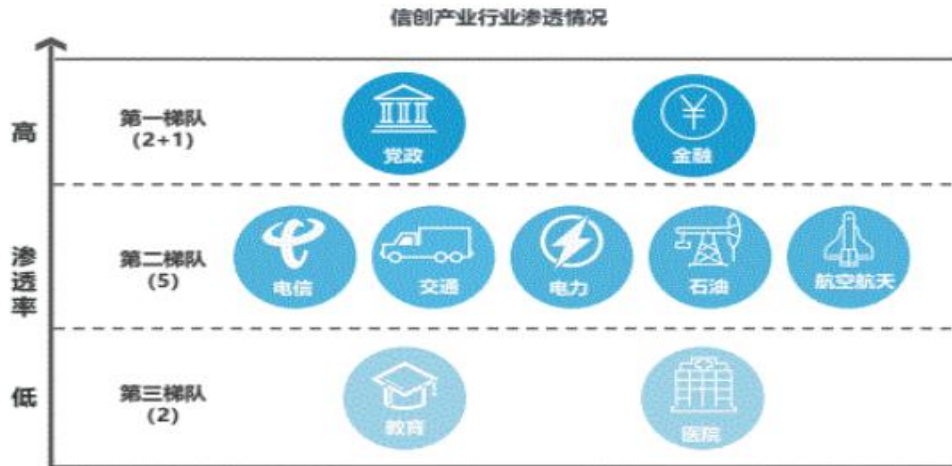 信创产业行业渗透情况
高
第一梯队
(2+1)
党政
金融
渗透率
第二梯队
(5)
电信
交通
电力
石油
航空航天
低
第三梯队
(2)
教育
医院